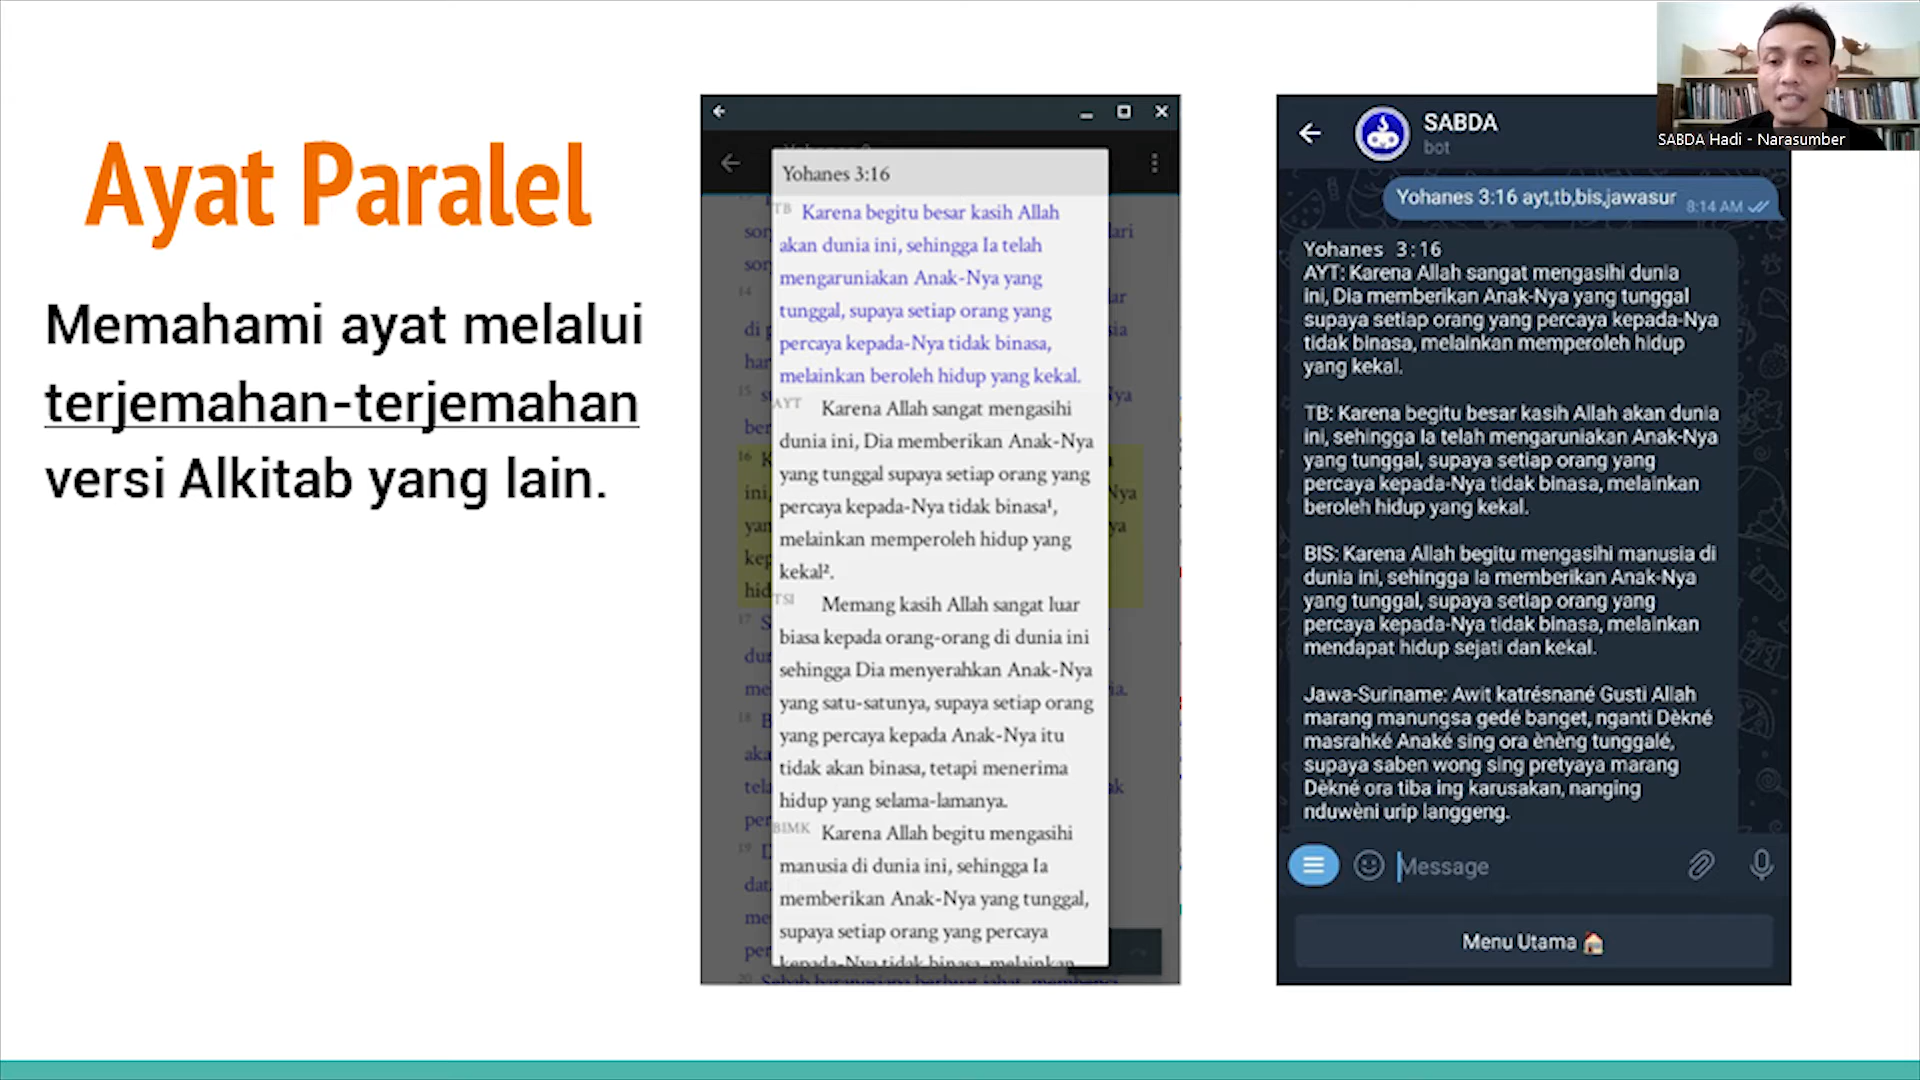 Ayat Paralel
Memahami ayat melalui
terjemahan-terjemahan
versi Alkitab yang lain.
Yohanes 3:16
TB Karena begitu besar kasih Allah
akan dunia ini, sehingga Ia telah
mengaruniakan Anak-Nya yang
tunggal, supaya setiap orang yang
percaya kepada-Nya tidak binasa,
melainkan beroleh hidup yang kekal.
AYT Karena Allah sangat mengasihi
dunia ini, Dia memberikan Anak-Nya
yang tunggal supaya setiap orang yang
percaya kepada-Nya tidak binasa¹,
melainkan memperoleh hidup yang
kekal².
TSI Memang kasih Allah sangat luar
biasa kepada orang-orang di dunia ini
sehingga Dia menyerahkan Anak-Nya
yang satu-satunya, supaya setiap orang
yang percaya kepada Anak-Nya itu
tidak akan binasa, tetapi menerima
hidup yang selama-lamanya.
BIMK Karena Allah begitu mengasihi
manusia di dunia ini, sehingga Ia
memberikan Anak-Nya yang tunggal,
supaya setiap orang yang percaya
kepada-Nya tidak binasa, melainkan
SABDA
bot
Yohanes 3:16 ayt,tb,bis,jawasur 8:14 AM
Yohanes 3:16
AYT: Karena Allah sangat mengasihi dunia
ini, Dia memberikan Anak-Nya yang tunggal
supaya setiap orang yang percaya kepada-Nya
tidak binasa, melainkan memperoleh hidup
yang kekal.
TB: Karena begitu besar kasih Allah akan dunia
ini, sehingga Ia telah mengaruniakan Anak-Nya
yang tunggal, supaya setiap orang yang
percaya kepada-Nya tidak binasa, melainkan
beroleh hidup yang kekal.
BIS: Karena Allah begitu mengasihi manusia di
dunia ini, sehingga Ia memberikan Anak-Nya
yang tunggal, supaya setiap orang yang
percaya kepada-Nya tidak binasa, melainkan
mendapat hidup sejati dan kekal.
Jawa-Suriname: Awit katrésnané Gusti Allah
marang manungsa gedé banget, nganti Dèkné
masrahké Anaké sing ora ènèng tunggalé,
supaya saben wong sing pretyaya marang
Dèkné ora tiba ing karusakan, nanging
nduwèni urip langgeng.
Message
Menu Utama
SABDA Hadi - Narasumber